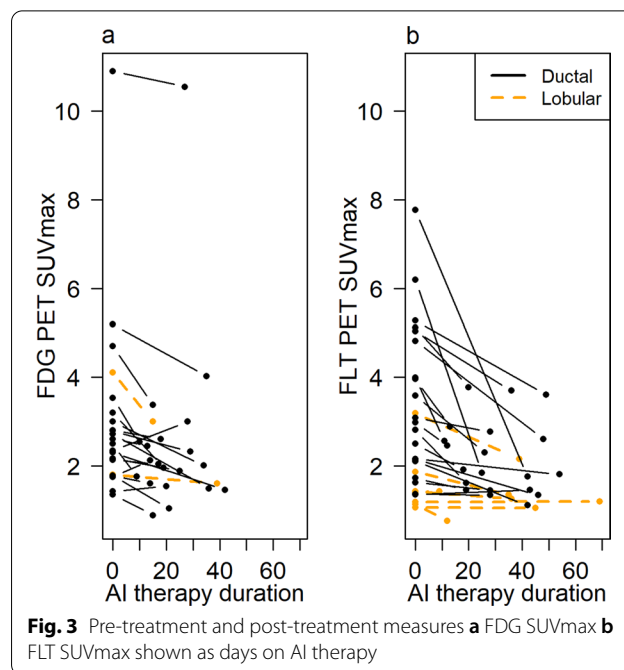 a
b
FDG PET SUVmax
10
8
6
4
2
0 20 40 60
AI therapy duration
FLT PET SUVmax
10
8
6
4
2
0 20 40 60
AI therapy duration
Ductal
Lobular
Fig. 3 Pre-treatment and post-treatment measures a FDG SUVmax b
FLT SUVmax shown as days on AI therapy